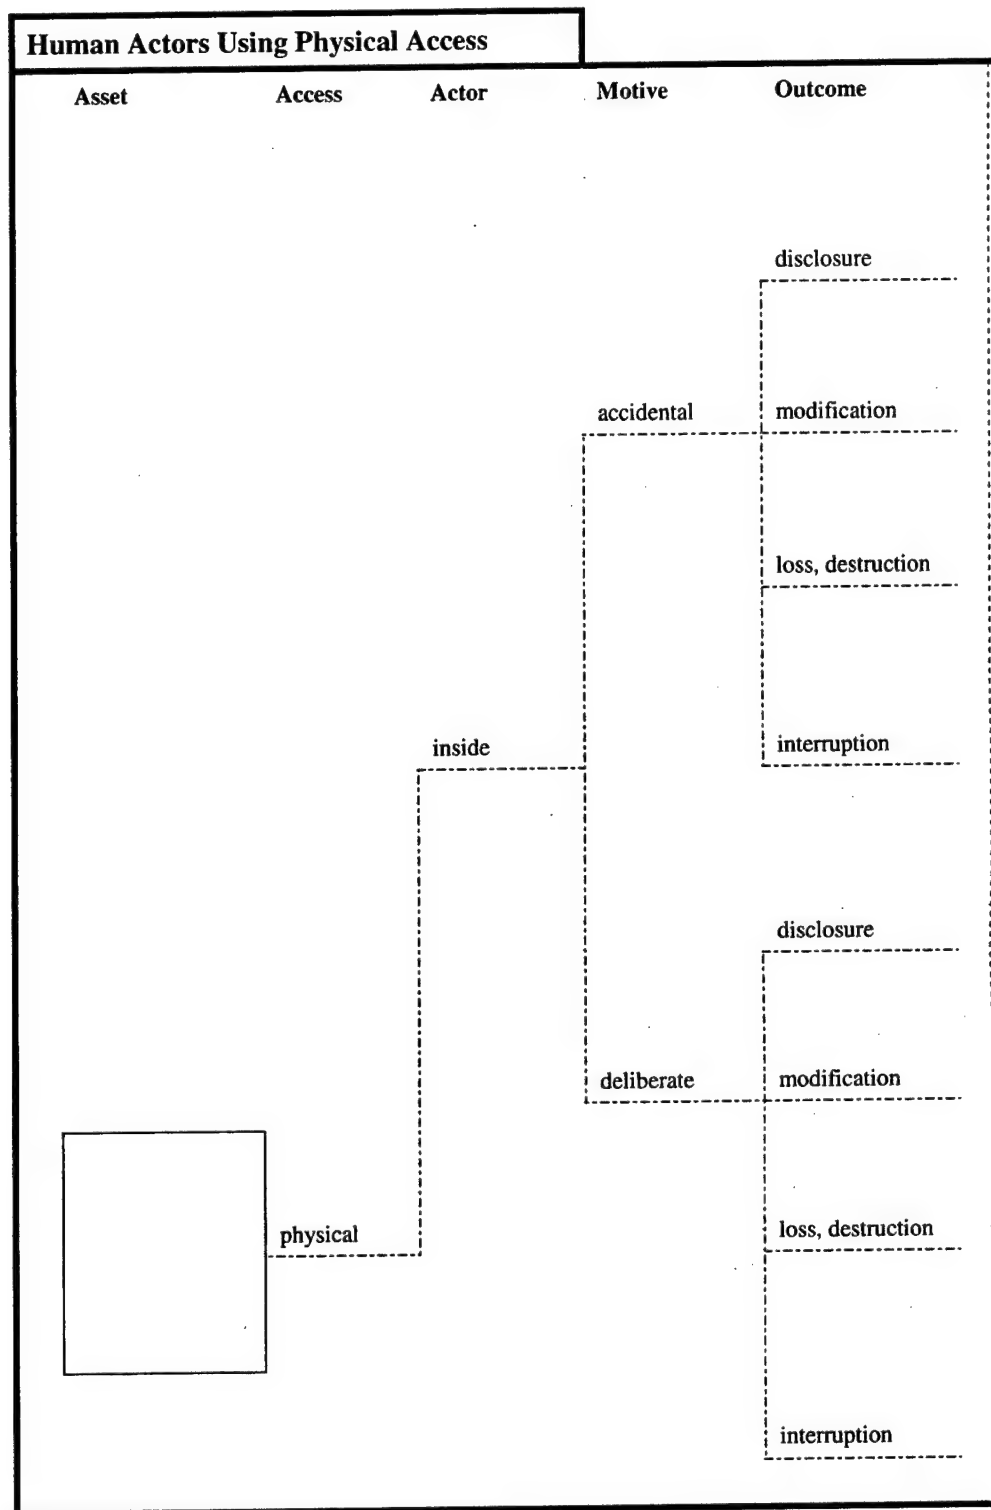 Human Actors Using Physical Access
Asset Access Actor Motive Outcome
disclosure
accidental modification
loss, destruction
inside interruption
disclosure
deliberate modification
physical loss, destruction
interruption